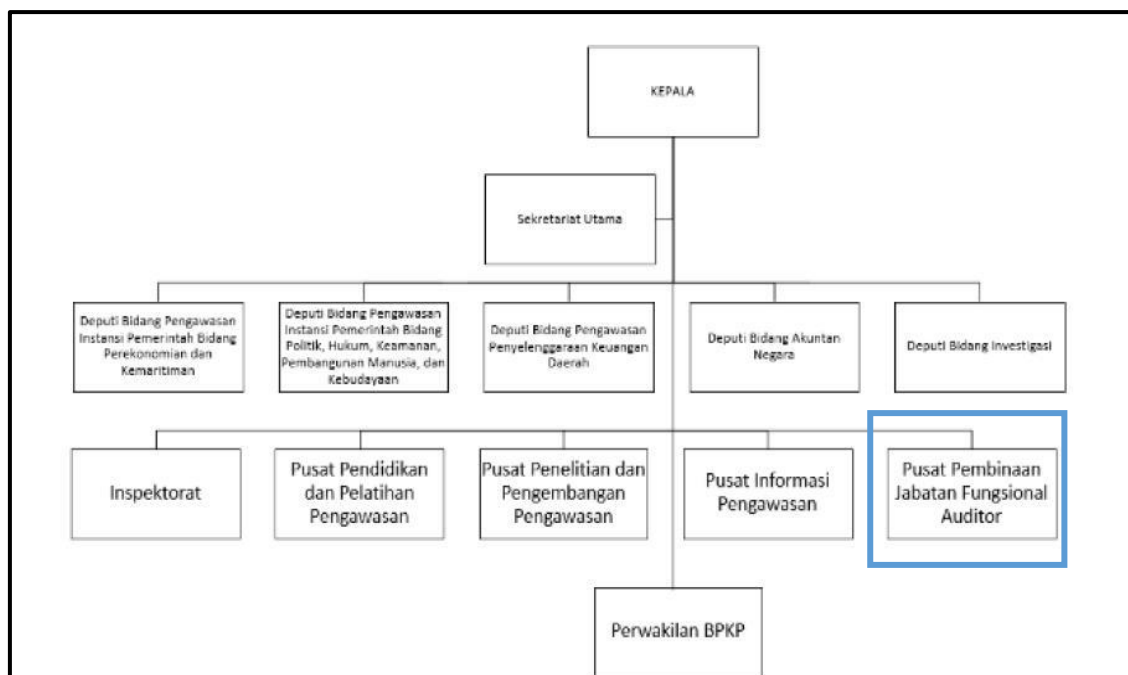 KEPALA
Sekretariat Utama
Deputi Bidang Pengawasan
Instansi Pemerintah Bidang
Perekonomian dan
Kemaritiman
Deputi Bidang Pengawasan
Instansi Pemerintah Bidang
Politik, Hukum, Keamanan,
Pembangunan Manusia, dan
Kebudayaan
Deputi Bidang Pengawasan
Penyelenggaraan Keuangan
Daerah
Deputi Bidang Akuntan
Negara
Deputi Bidang Investigasi
Inspektorat
Pusat Pendidikan
dan Pelatihan
Pengawasan
Pusat Penelitian dan
Pengembangan
Pengawasan
Pusat Informasi
Pengawasan
Pusat Pembinaan
Jabatan Fungsional
Auditor
Perwakilan BPKP